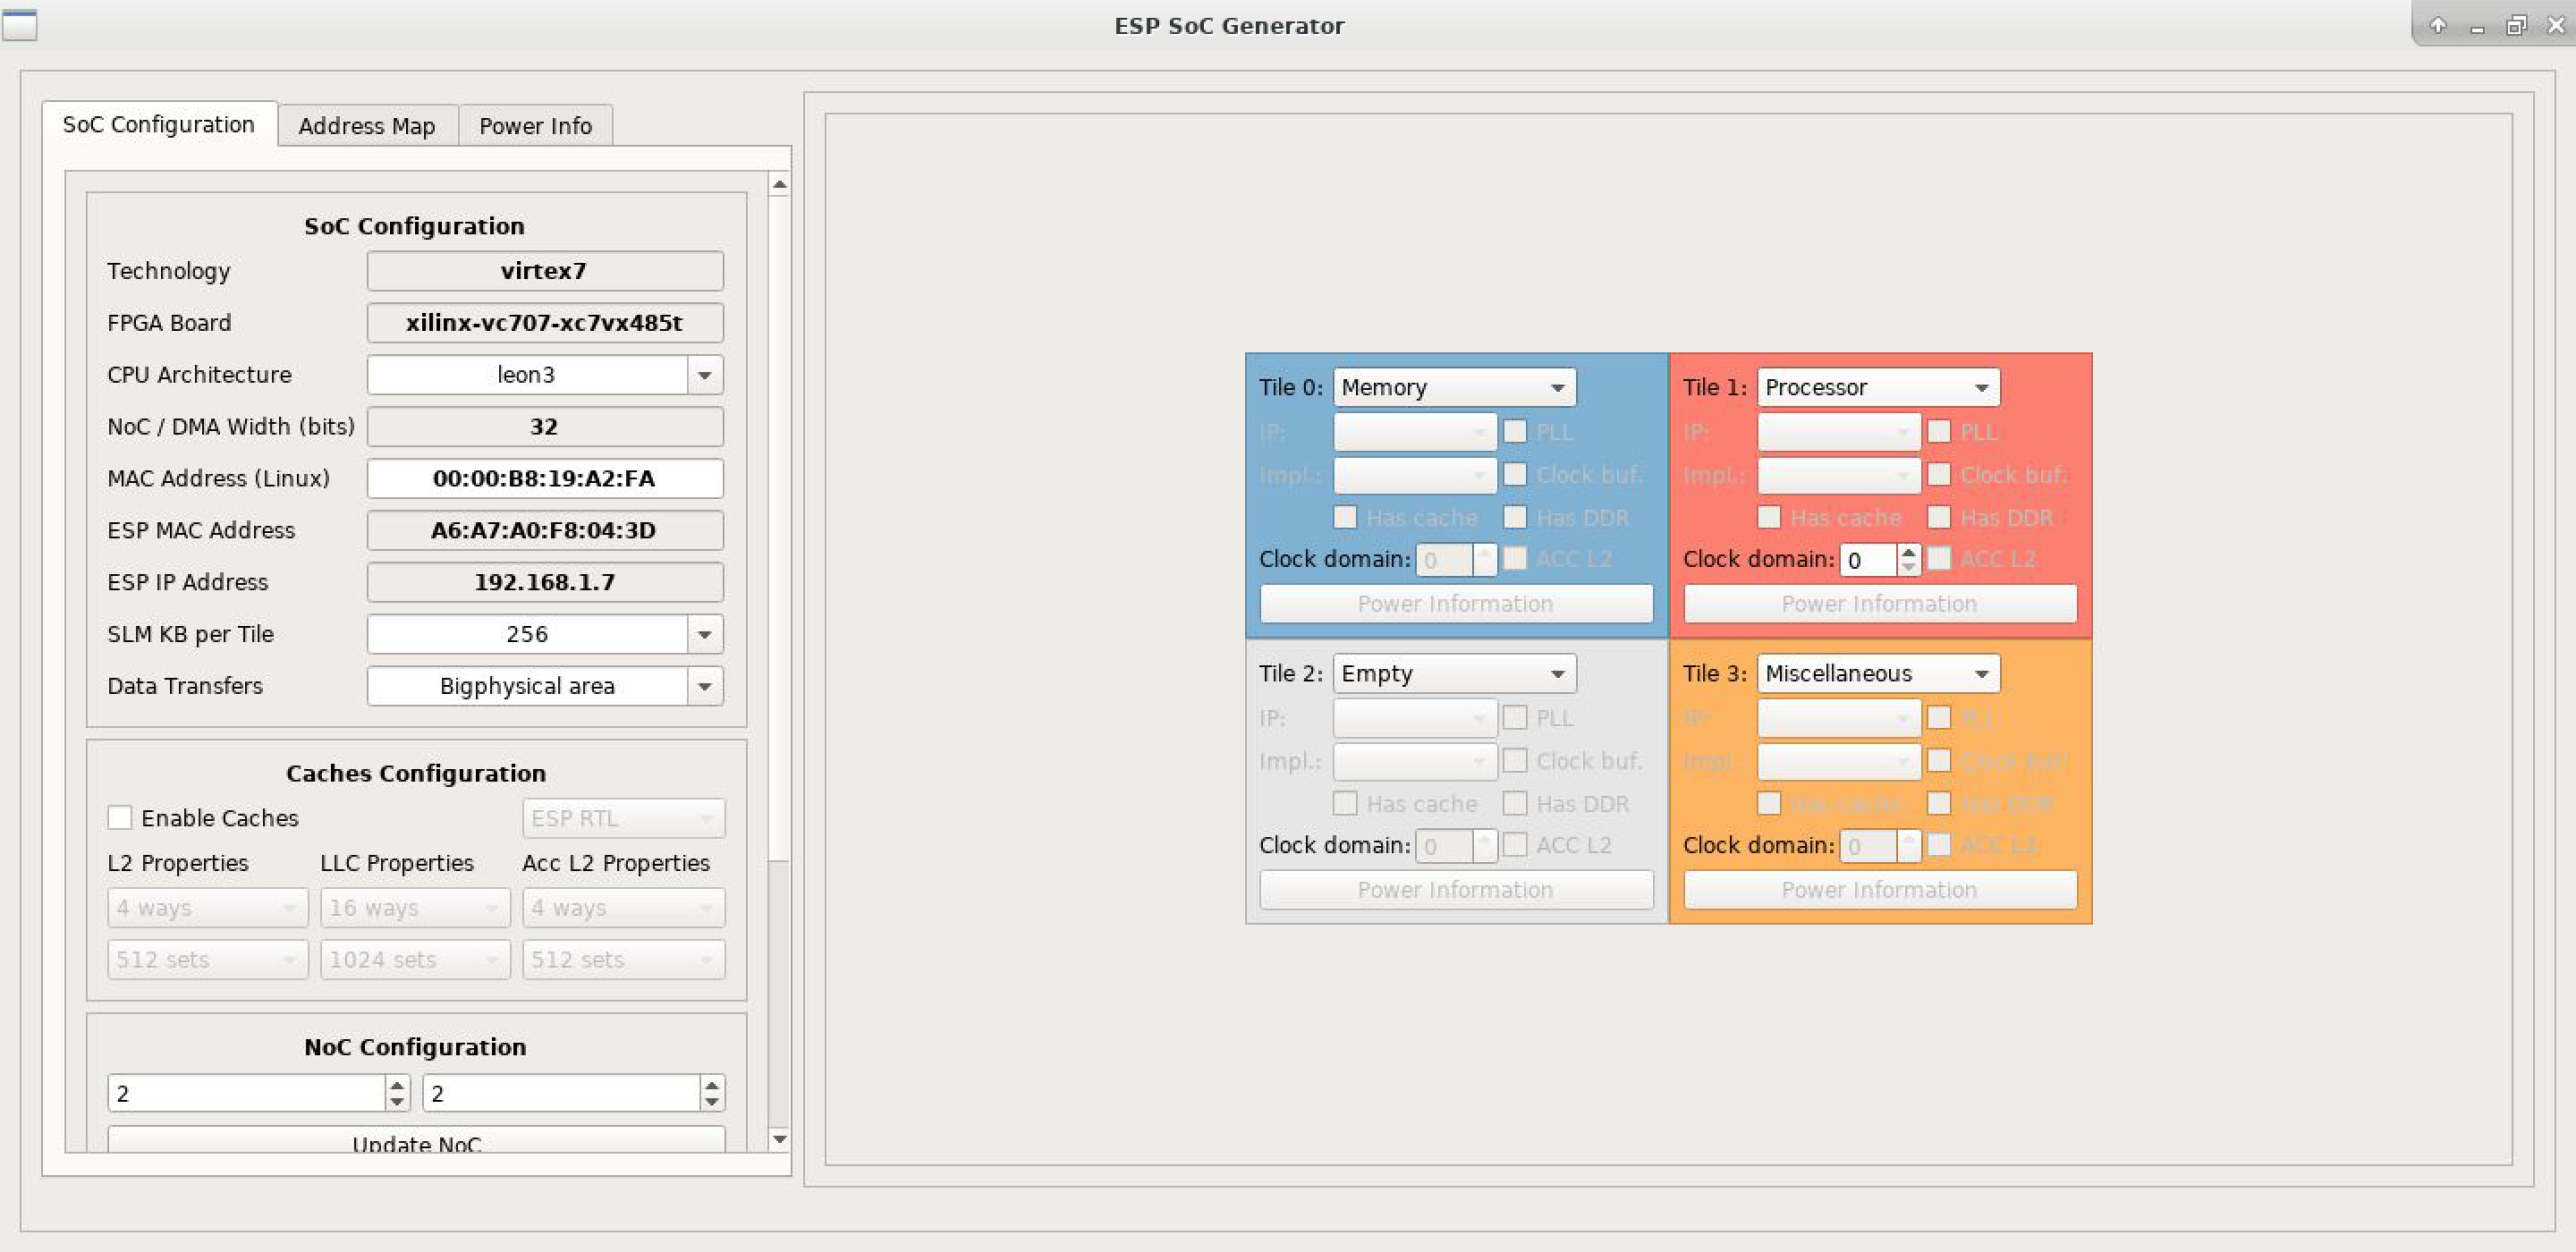 ESP SoC Generator
SoC Configuration Address Map Power Info
SoC Configuration
Technology virtex7
FPGA Board xilinx-vc707-xc7vx485t
CPU Architecture leon3
NoC / DMA Width (bits) 32
MAC Address (Linux) 00:00:B8:19:A2:FA
ESP MAC Address A6:A7:A0:F8:04:3D
ESP IP Address 192.168.1.7
SLM KB per Tile 256
Data Transfers Bigphysical area
Caches Configuration
Enable Caches ESP RTL
L2 Properties LLC Properties Acc L2 Properties
4 ways 16 ways 4 ways
512 sets 1024 sets 512 sets
NoC Configuration
2 2
Update NoC
Tile 0: Memory
IP: PLL
Impl.: Clock buf.
Has cache Has DDR
Clock domain: 0 ACC L2
Power Information
Tile 1: Processor
IP: PLL
Impl.: Clock buf.
Has cache Has DDR
Clock domain: 0 ACC L2
Power Information
Tile 2: Empty
IP: PLL
Impl.: Clock buf.
Has cache Has DDR
Clock domain: 0 ACC L2
Power Information
Tile 3: Miscellaneous
IP: PLL
Impl.: Clock buf.
Has cache Has DDR
Clock domain: 0 ACC L2
Power Information